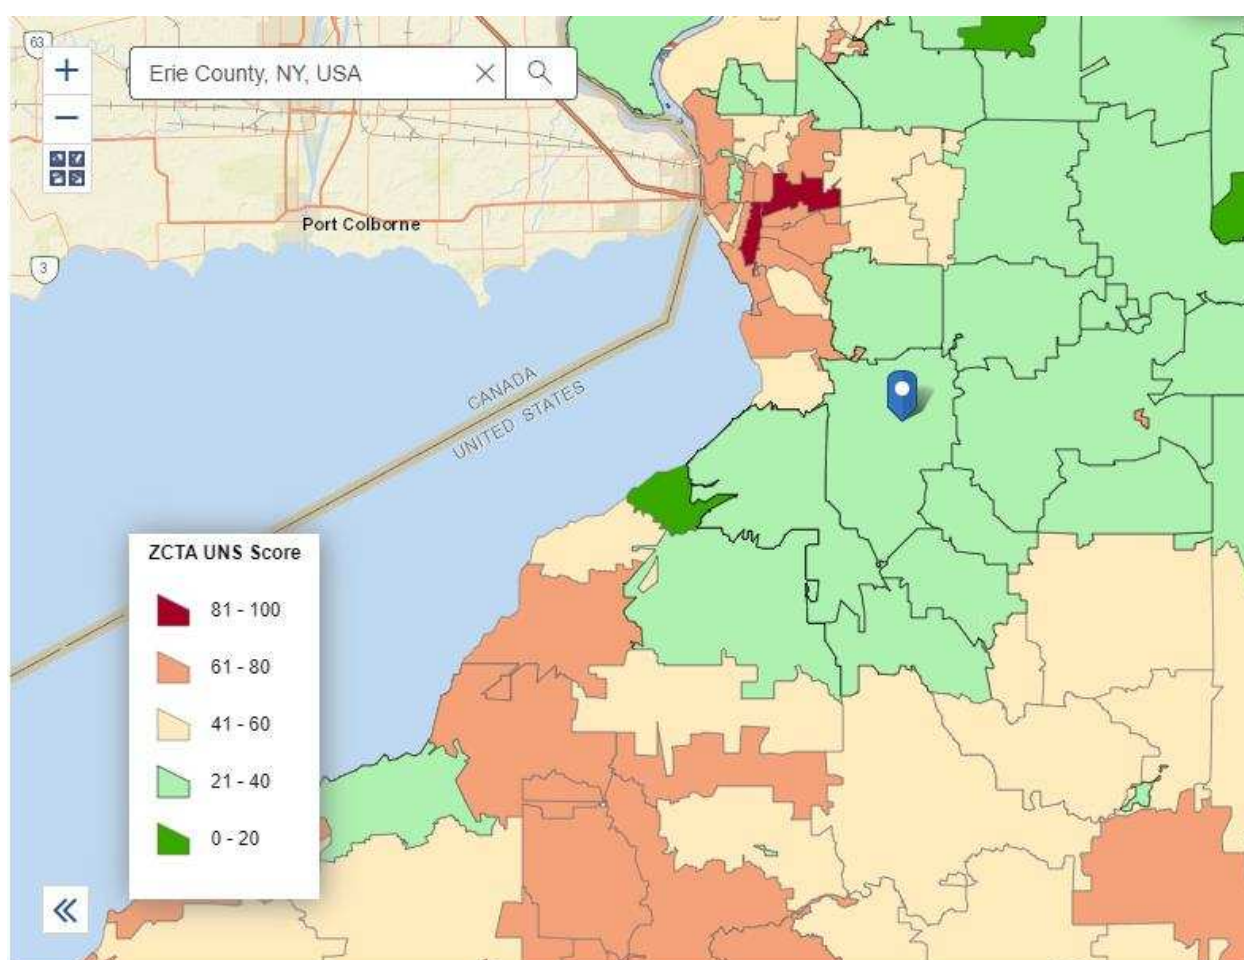 63
+
Erie County, NY, USA
−
Port Colborne
3
CANADA
UNITED STATES
ZCTA UNS Score
81 - 100
61 - 80
41 - 60
21 - 40
0 - 20